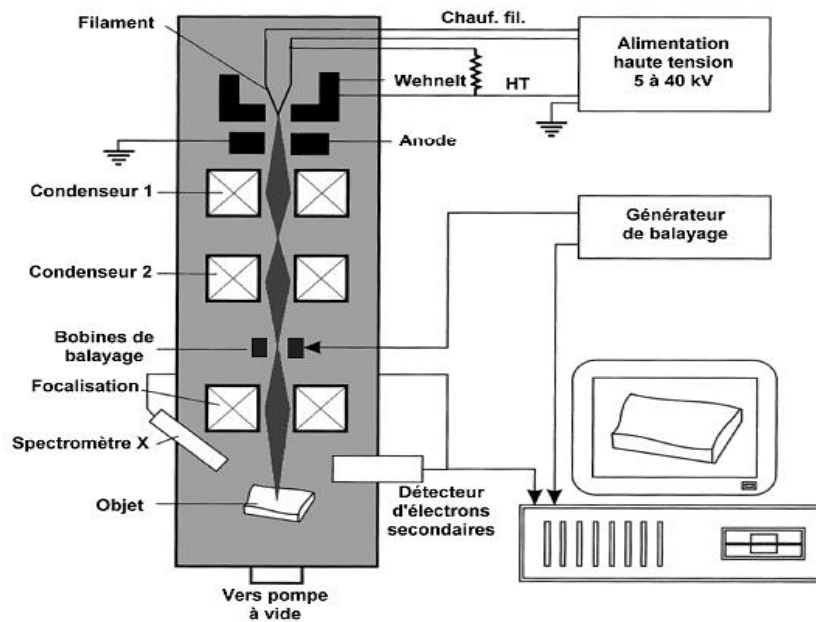 Filament
Chauf. fil.
Alimentation
haute tension
5 à 40 kV
Wehnelt
HT
Anode
Condenseur 1
Générateur
de balayage
Condenseur 2
Bobines de
balayage
Focalisation
Spectromètre X
Objet
Détecteur
d'électrons
secondaires
Vers pompe
à vide